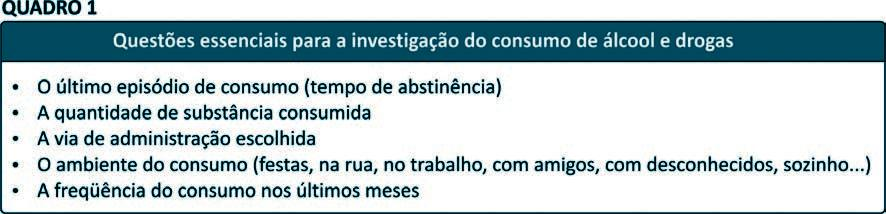 QUADRO 1
Questões essenciais para a investigação do consumo de álcool e drogas
• O último episódio de consumo (tempo de abstinência)
• A quantidade de substância consumida
• A via de administração escolhida
• O ambiente do consumo (festas, na rua, no trabalho, com amigos, com desconhecidos, sozinho...)
• A freqüência do consumo nos últimos meses